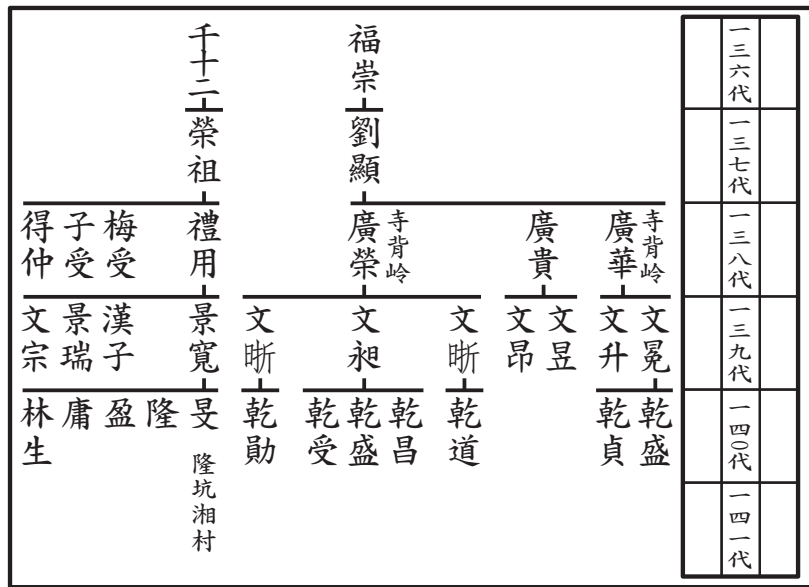 一三六代
一三七代
一三八代
一三九代
一四〇代
一四一代
福崇
千十二
劉顯
榮祖
寺背岭
廣華
廣貴
寺背岭
廣榮
禮用
梅受
子受
得仲
文冕
文升
文昱
文昂
文晰
文昶
文晰
景寬
漢子
景瑞
文宗
乾盛
乾貞
乾道
乾昌
乾盛
乾受
乾勛
旻
隆坑湘村
隆
盈
庸
林生